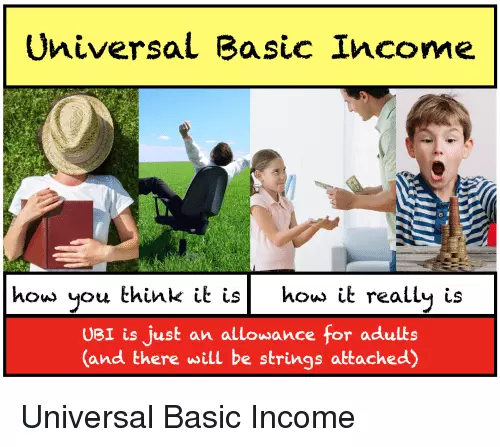 Universal Basic Income
how you think it is
how it really is
UBI is just an allowance for adults
(and there will be strings attached)
Universal Basic Income